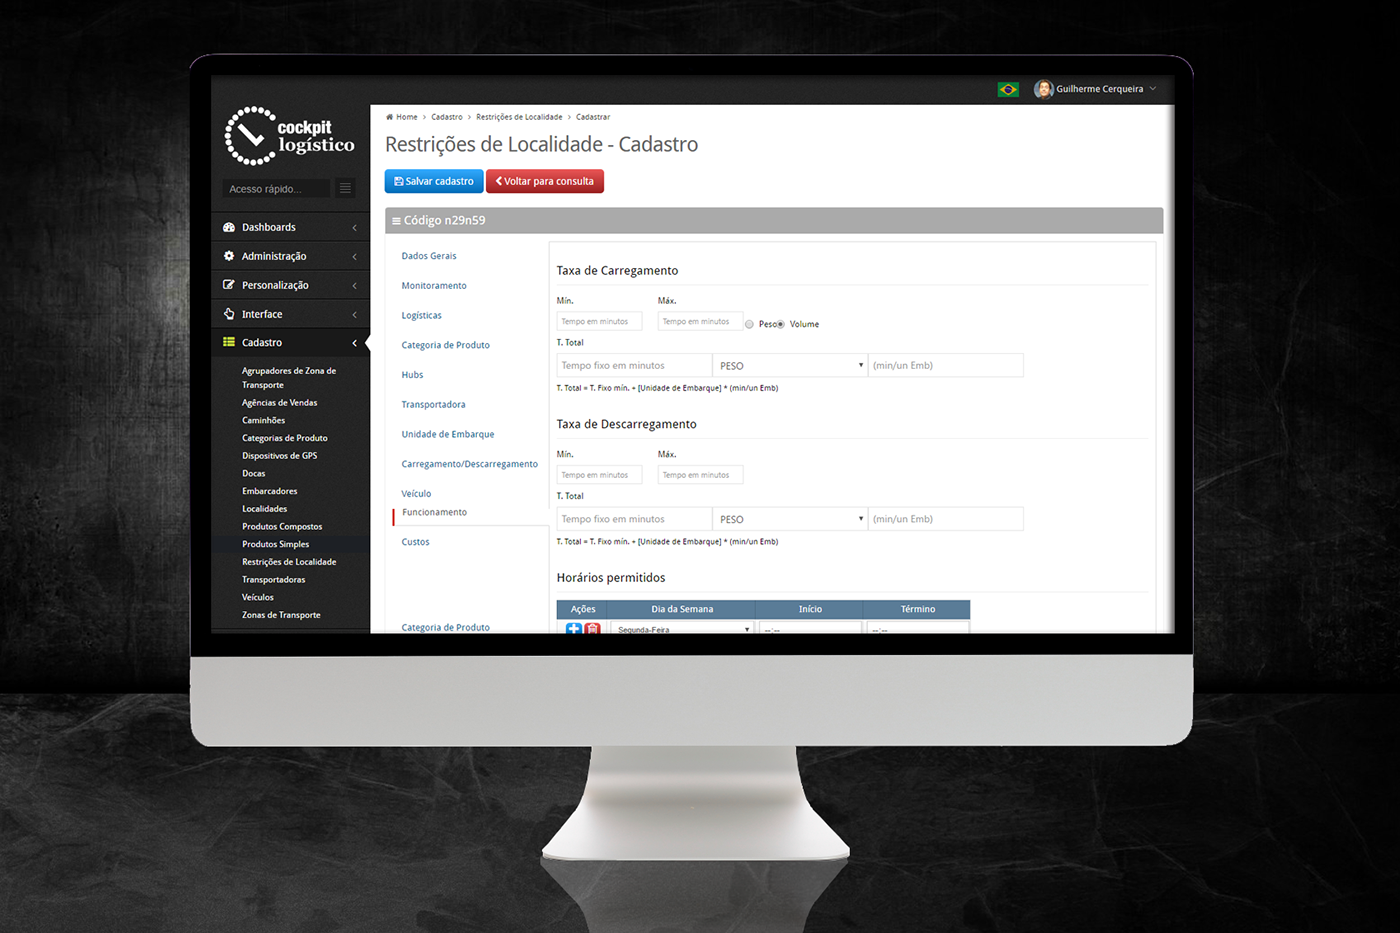 Guilherme Cerqueira
cockpit
logístico
Acesso rápido...
Dashboards
Administração
Personalização
Interface
Cadastro
Agrupadores de Zona de
Transporte
Agências de Vendas
Caminhões
Categorias de Produto
Dispositivos de GPS
Docas
Embarcadores
Localidades
Produtos Compostos
Produtos Simples
Restrições de Localidade
Transportadoras
Veículos
Zonas de Transporte
Home > Cadastro > Restrições de Localidade > Cadastrar
Restrições de Localidade - Cadastro
Salvar cadastro Voltar para consulta
Código n29n59
Dados Gerais
Monitoramento
Logísticas
Categoria de Produto
Hubs
Transportadora
Unidade de Embarque
Carregamento/Descarregamento
Veículo
Funcionamento
Custos
Categoria de Produto
Taxa de Carregamento
Mín. Máx.
Tempo em minutos Tempo em minutos Peso Volume
T. Total
Tempo fixo em minutos PESO (min/un Emb)
T. Total = T. Fixo mín. + [Unidade de Embarque] * (min/un Emb)
Taxa de Descarregamento
Mín. Máx.
Tempo em minutos Tempo em minutos
T. Total
Tempo fixo em minutos PESO (min/un Emb)
T. Total = T. Fixo mín. + [Unidade de Embarque] * (min/un Emb)
Horários permitidos
Ações Dia da Semana Início Término
Segunda-Feira --:-- --:--